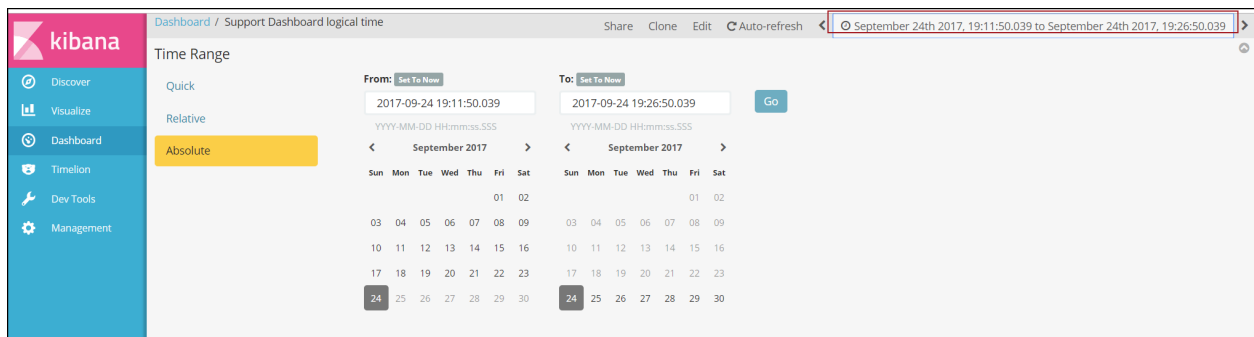 kibana
Discover
Visualize
Dashboard
Timelion
Dev Tools
Management
Dashboard / Support Dashboard logical time
Share Clone Edit Auto-refresh September 24th 2017, 19:11:50.039 to September 24th 2017, 19:26:50.039
Time Range
Quick
Relative
Absolute
From: Set To Now
2017-09-24 19:11:50.039
YYYY-MM-DD HH:mm:ss.SSS
< September 2017 >
Sun Mon Tue Wed Thu Fri Sat
01 02
03 04 05 06 07 08 09
10 11 12 13 14 15 16
17 18 19 20 21 22 23
24 25 26 27 28 29 30
To: Set To Now
2017-09-24 19:26:50.039
YYYY-MM-DD HH:mm:ss.SSS
< September 2017 >
Sun Mon Tue Wed Thu Fri Sat
01 02
03 04 05 06 07 08 09
10 11 12 13 14 15 16
17 18 19 20 21 22 23
24 25 26 27 28 29 30
Go